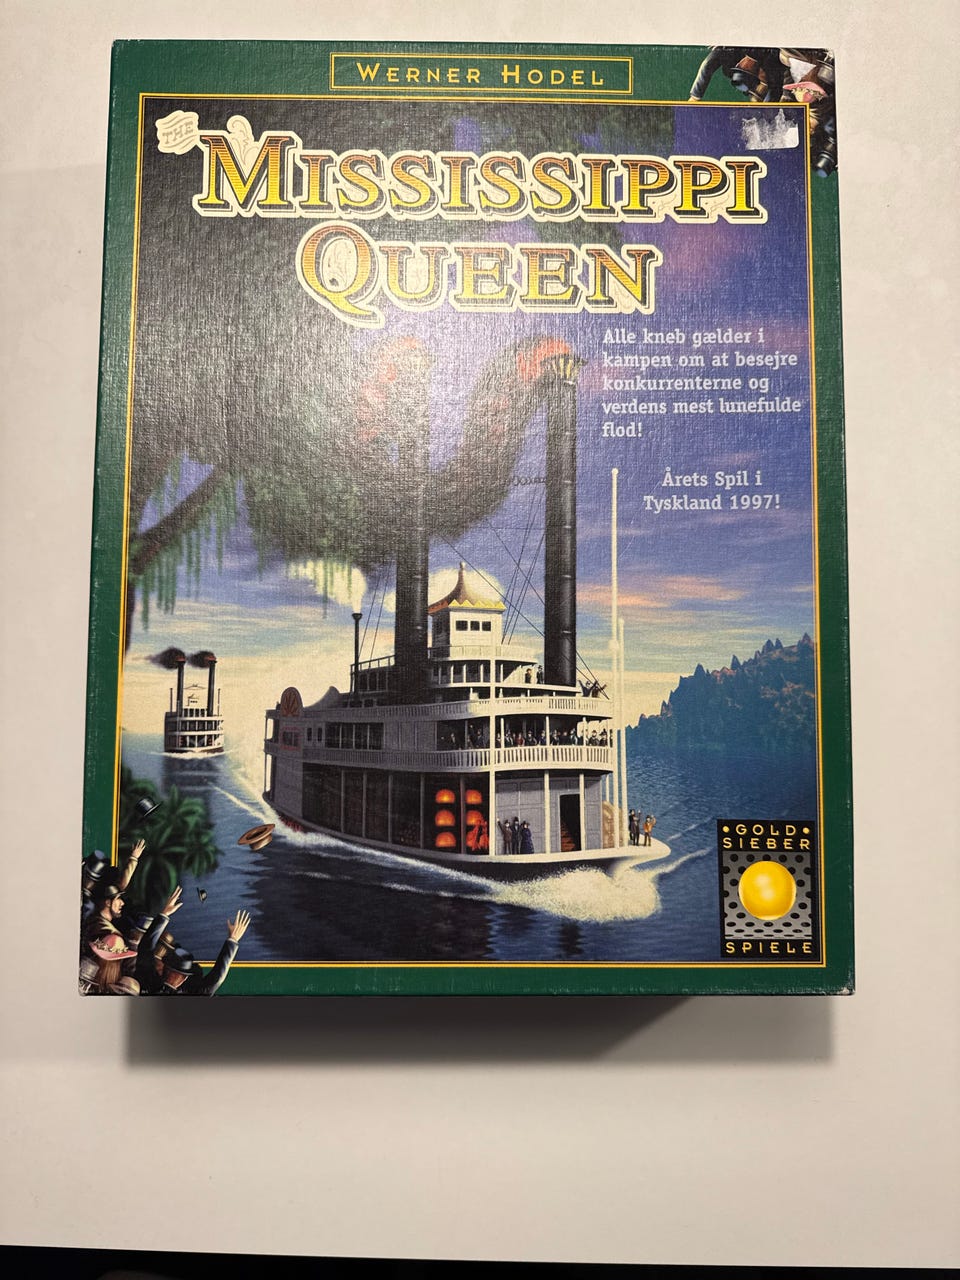 WERNER HODEL
THE
MISSISSIPPI
QUEEN
Alle kneb gælder i
kampen om at besejre
konkurrenterne og
verdens mest lunefulde
flod!
Årets Spil i
Tyskland 1997!
GOLD
SIEBER
SPIELE